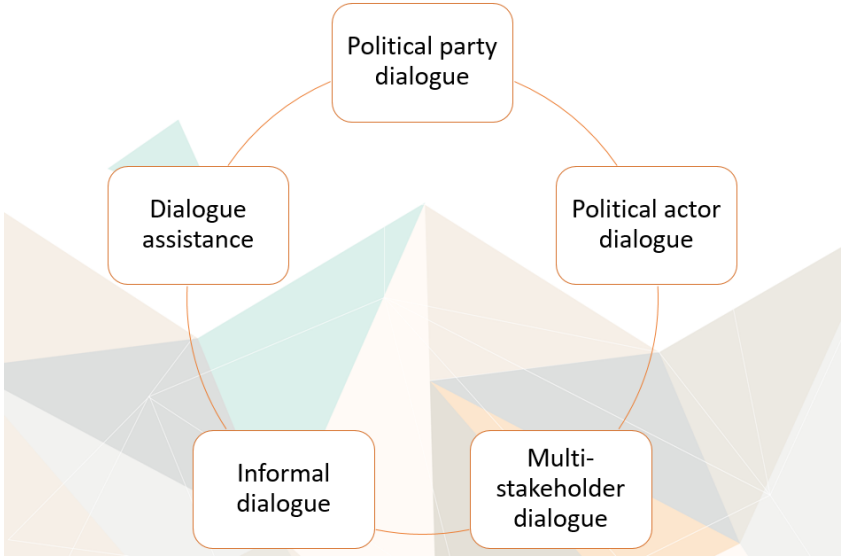 Political party
dialogue
Political actor
dialogue
Multi-
stakeholder
dialogue
Informal
dialogue
Dialogue
assistance